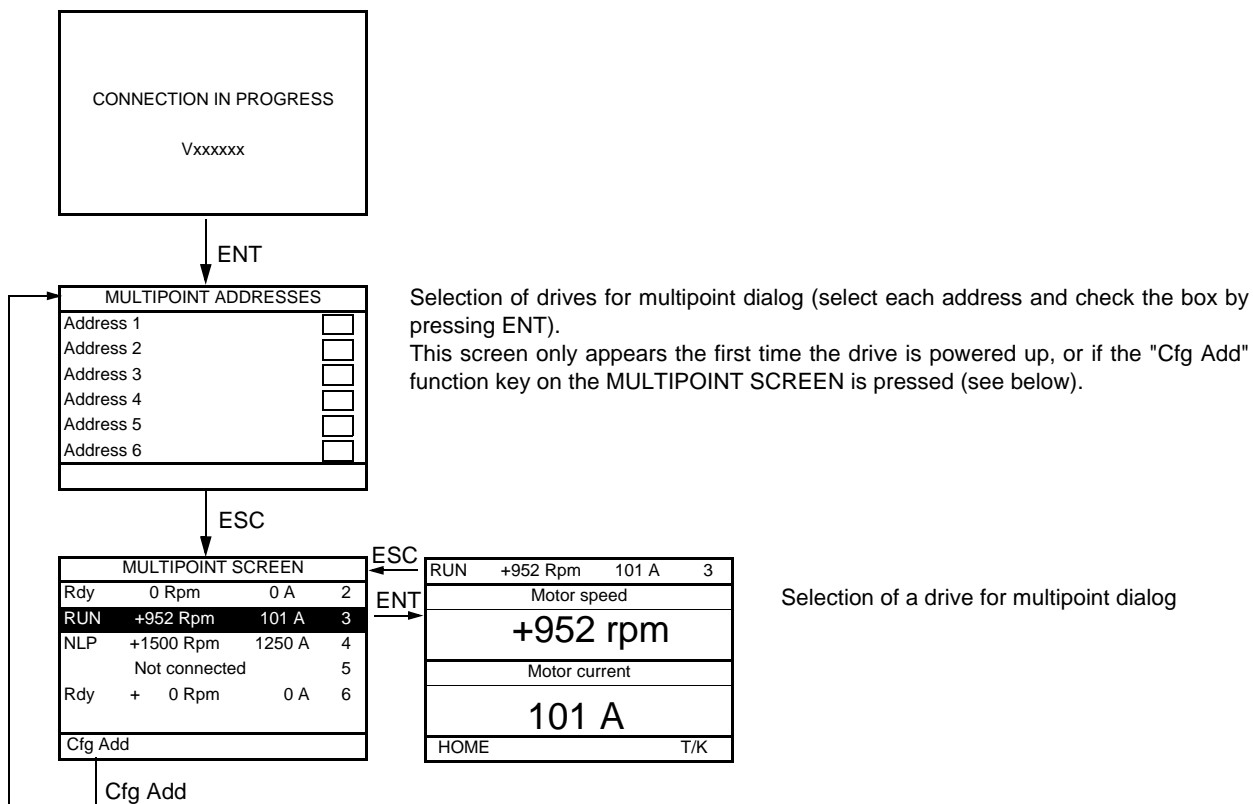 CONNECTION IN PROGRESS
Vxxxxxx
ENT
MULTIPOINT ADDRESSES
Address 1
Address 2
Address 3
Address 4
Address 5
Address 6
Selection of drives for multipoint dialog (select each address and check the box by
pressing ENT).
This screen only appears the first time the drive is powered up, or if the "Cfg Add"
function key on the MULTIPOINT SCREEN is pressed (see below).
ESC
MULTIPOINT SCREEN
Rdy 0 Rpm 0 A 2
RUN +952 Rpm 101 A 3
NLP +1500 Rpm 1250 A 4
Not connected 5
Rdy + 0 Rpm 0 A 6
Cfg Add
ESC
ENT
RUN +952 Rpm 101 A 3
Motor speed
+952 rpm
Motor current
101 A
HOME T/K
Selection of a drive for multipoint dialog
Cfg Add